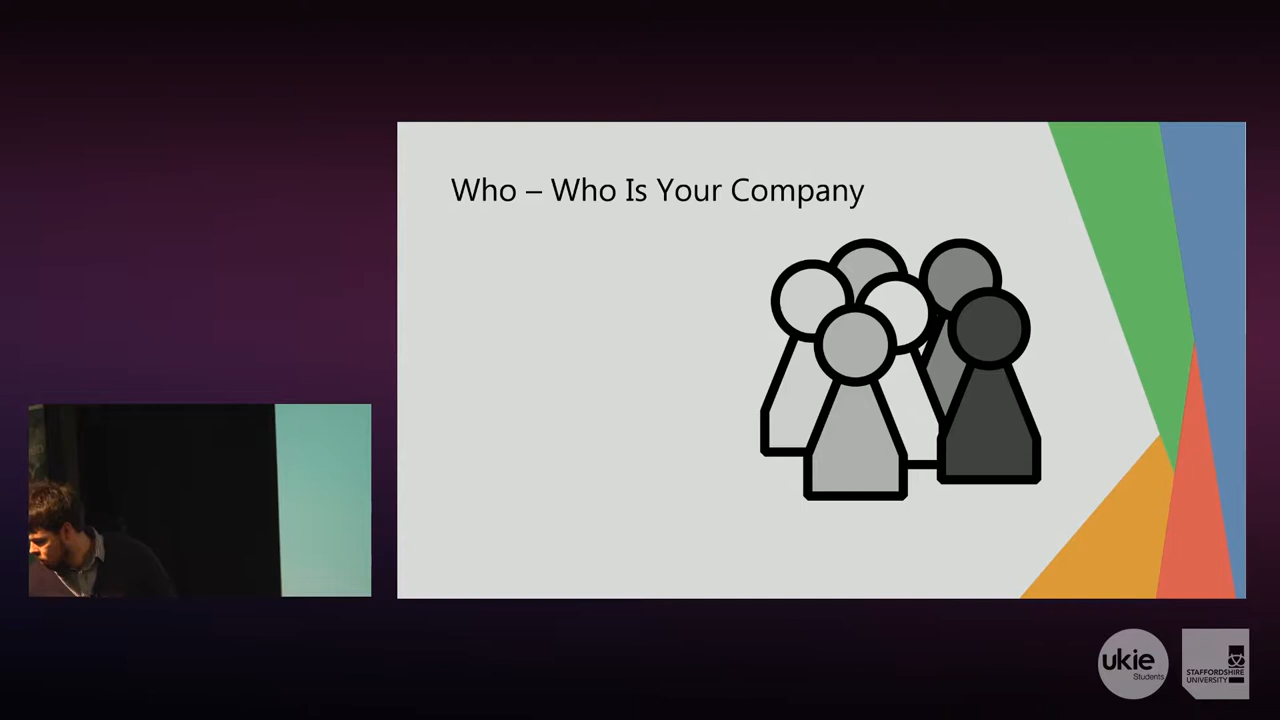 Who – Who Is Your Company
ukie
Students
STAFFORDSHIRE
UNIVERSITY